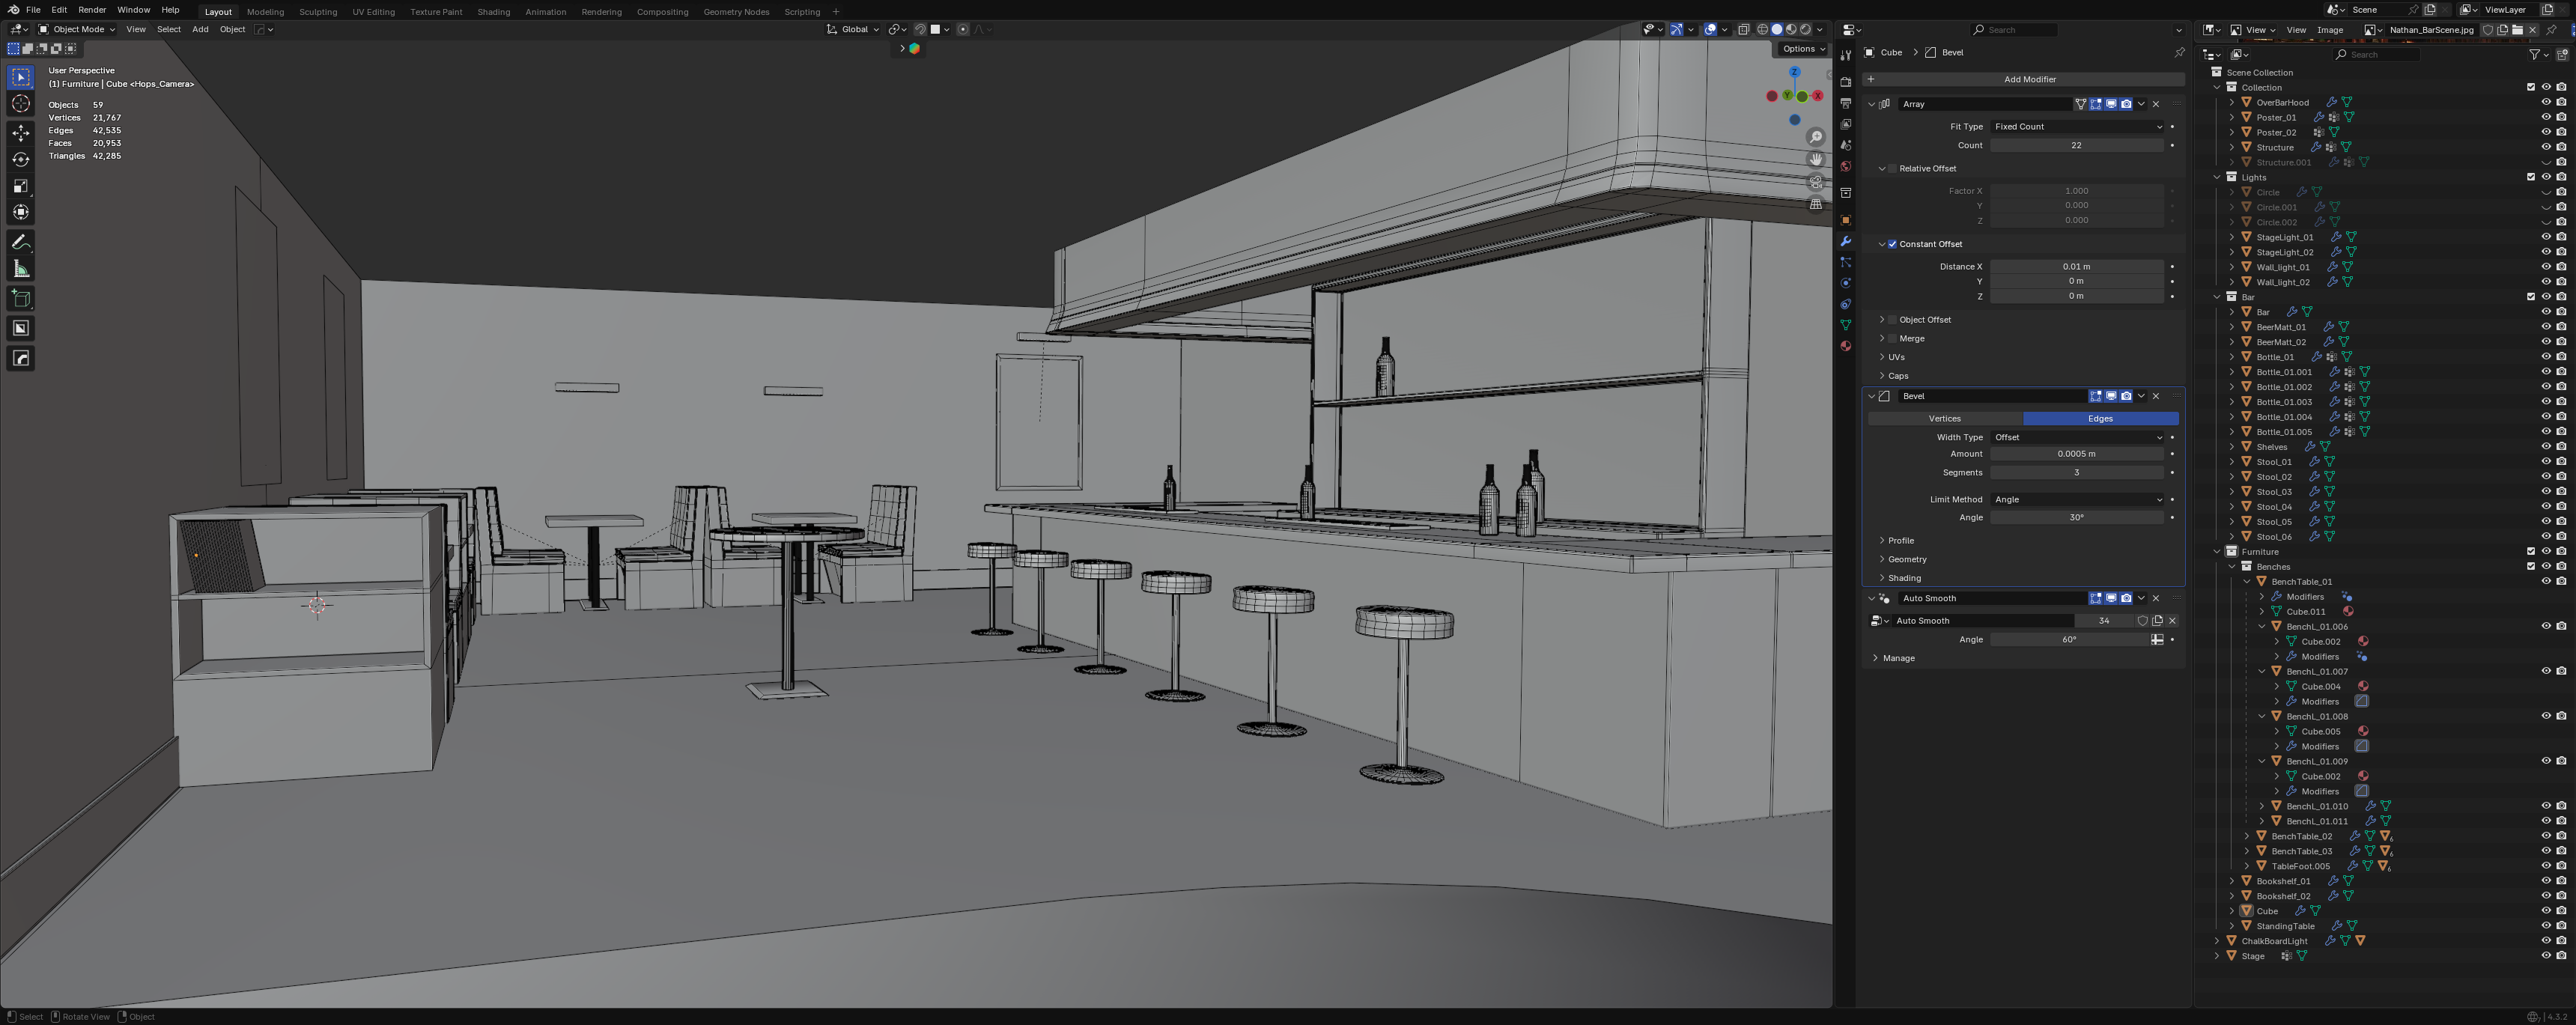 File Edit Render Window Help Layout Modeling Sculpting UV Editing Texture Paint Shading Animation Rendering Compositing Geometry Nodes Scripting + Scene ViewLayer
Object Mode View Select Add Object Global Search View View Image Nathan_BarScene.jpg
Options
User Perspective
(1) Furniture | Cube <Hops_Camera>
Objects 59
Vertices 21,767
Edges 42,535
Faces 20,953
Triangles 42,285
Z
Y
X
Cube > Bevel
Add Modifier
Array
Fit Type Fixed Count
Count 22
Relative Offset
Factor X 1.000
Y 0.000
Z 0.000
Constant Offset
Distance X 0.01 m
Y 0 m
Z 0 m
Object Offset
Merge
UVs
Caps
Bevel
Vertices Edges
Width Type Offset
Amount 0.0005 m
Segments 3
Limit Method Angle
Angle 30°
Profile
Geometry
Shading
Auto Smooth
Auto Smooth 34
Angle 60°
Manage
Search
Scene Collection
Collection
OverBarHood
Poster_01
Poster_02
Structure
Structure.001
Lights
Circle
Circle.001
Circle.002
StageLight_01
StageLight_02
Wall_light_01
Wall_light_02
Bar
Bar
BeerMatt_01
BeerMatt_02
Bottle_01
Bottle_01.001
Bottle_01.002
Bottle_01.003
Bottle_01.004
Bottle_01.005
Shelves
Stool_01
Stool_02
Stool_03
Stool_04
Stool_05
Stool_06
Furniture
Benches
BenchTable_01
Modifiers
Cube.011
BenchL_01.006
Cube.002
Modifiers
BenchL_01.007
Cube.004
Modifiers
BenchL_01.008
Cube.005
Modifiers
BenchL_01.009
Cube.002
Modifiers
BenchL_01.010
BenchL_01.011
BenchTable_02
BenchTable_03
TableFoot.005
Bookshelf_01
Bookshelf_02
Cube
StandingTable
ChalkBoardLight
Stage
Select Rotate View Object 4.3.2